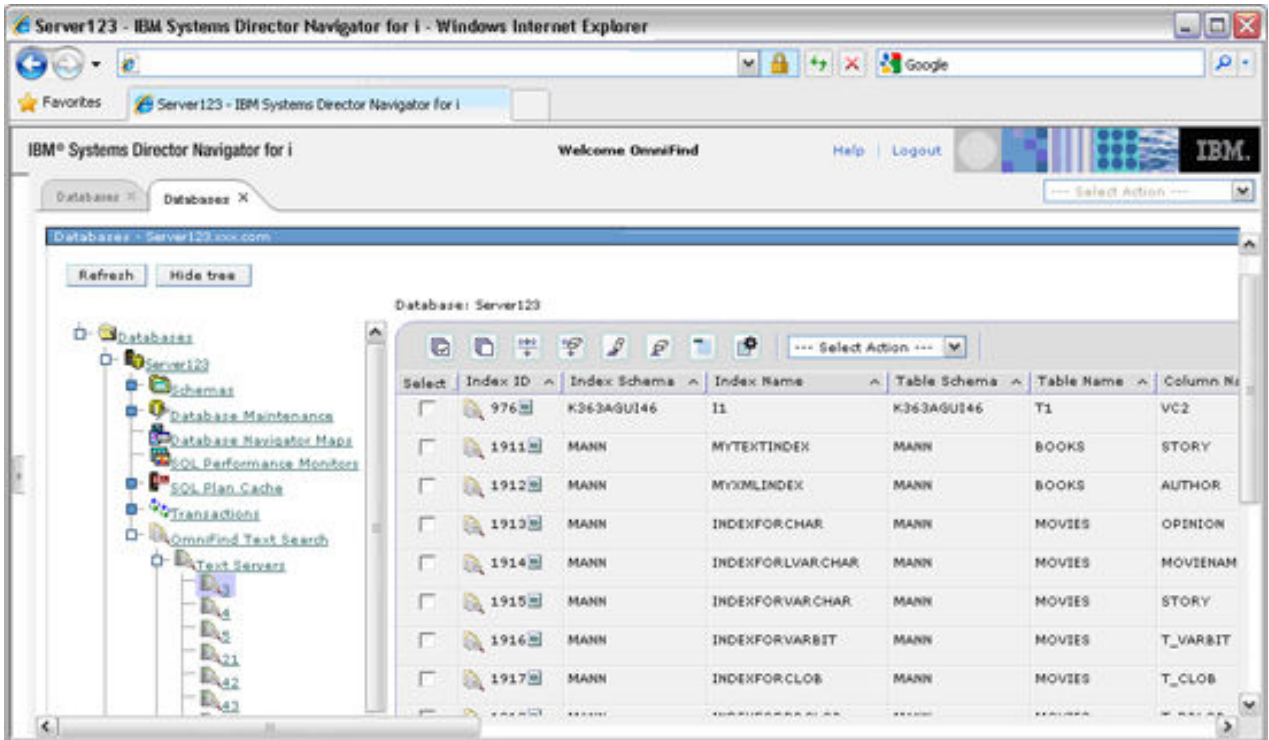 Server123 - IBM Systems Director Navigator for i - Windows Internet Explorer
Google
Favorites
Server123 - IBM Systems Director Navigator for i
IBM® Systems Director Navigator for i
Welcome OmniFind
Help | Logout
IBM.
Databases X
Databases X
--- Select Action ---
Databases - Server123.xxx.com
Refresh
Hide tree
Database: Server123
--- Select Action ---
Databases
Server123
Schemas
Database Maintenance
Database Navigator Maps
SQL Performance Monitors
SQL Plan Cache
Transactions
OmniFind Text Search
Text Servers
3
4
5
21
42
43
Select Index ID Index Schema Index Name Table Schema Table Name Column Na
976 K363AGUI46 I1 K363AGUI46 T1 VC2
1911 MANN MYTEXTINDEX MANN BOOKS STORY
1912 MANN MYXMLINDEX MANN BOOKS AUTHOR
1913 MANN INDEXFORCHAR MANN MOVIES OPINION
1914 MANN INDEXFORLVARCHAR MANN MOVIES MOVIENAM
1915 MANN INDEXFORVARCHAR MANN MOVIES STORY
1916 MANN INDEXFORVARBIT MANN MOVIES T_VARBIT
1917 MANN INDEXFORCLOB MANN MOVIES T_CLOB